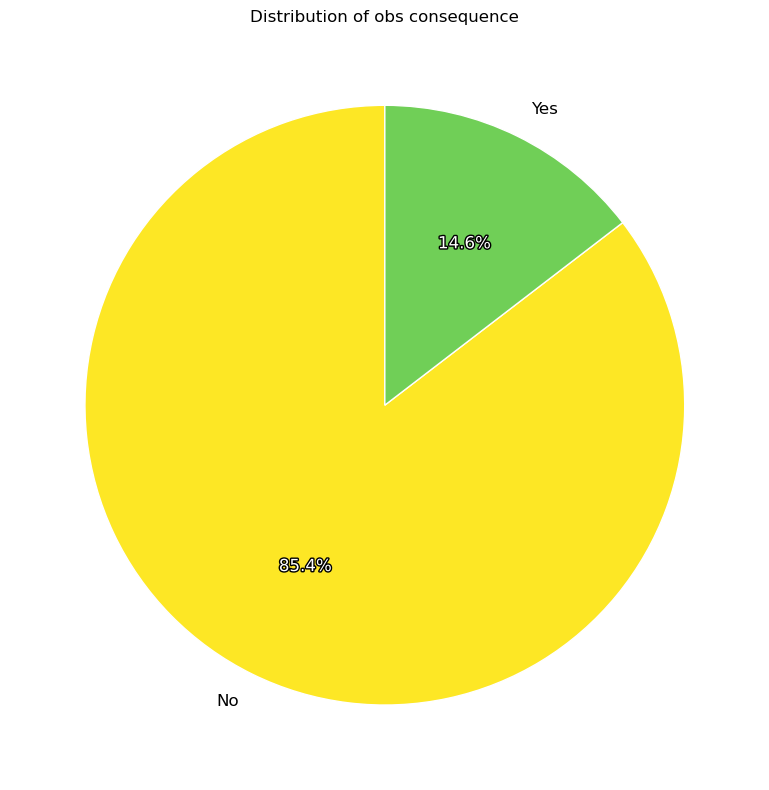 Distribution of obs consequence
Yes
14.6%
85.4%
No